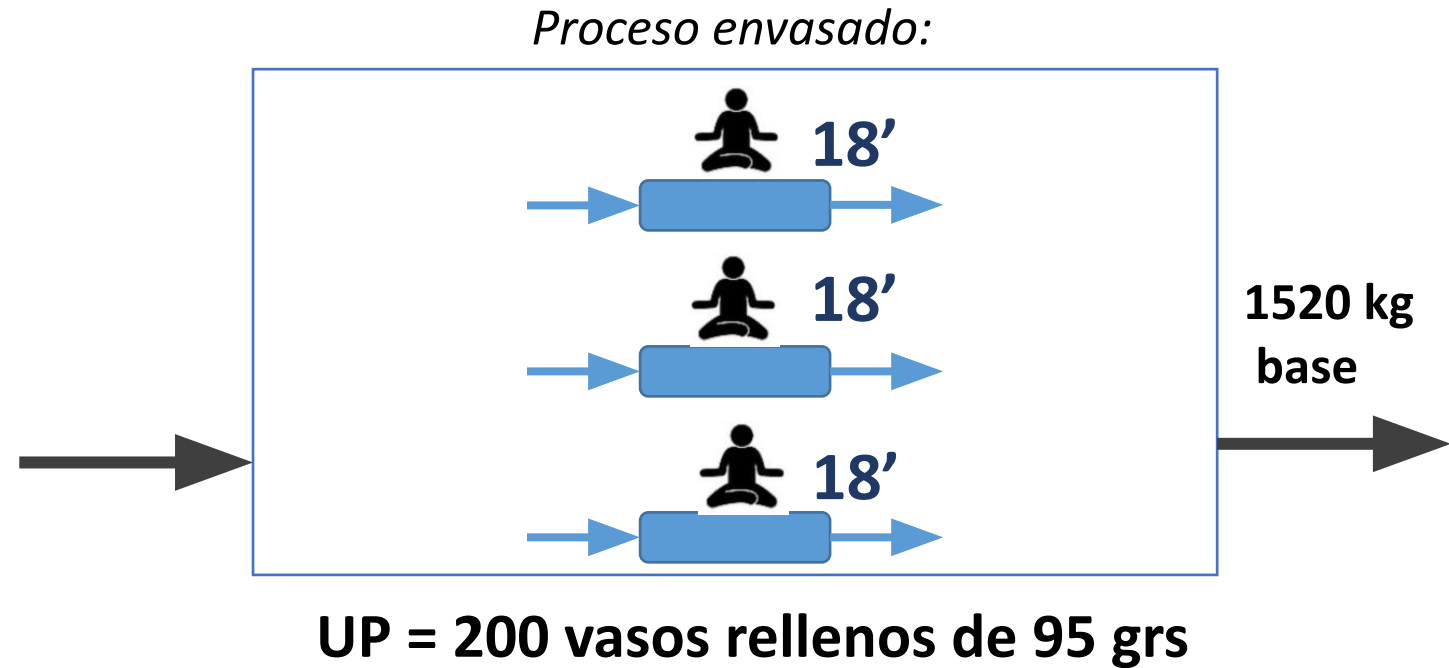 Proceso envasado:
18’
18’
18’
1520 kg
base
UP = 200 vasos rellenos de 95 grs